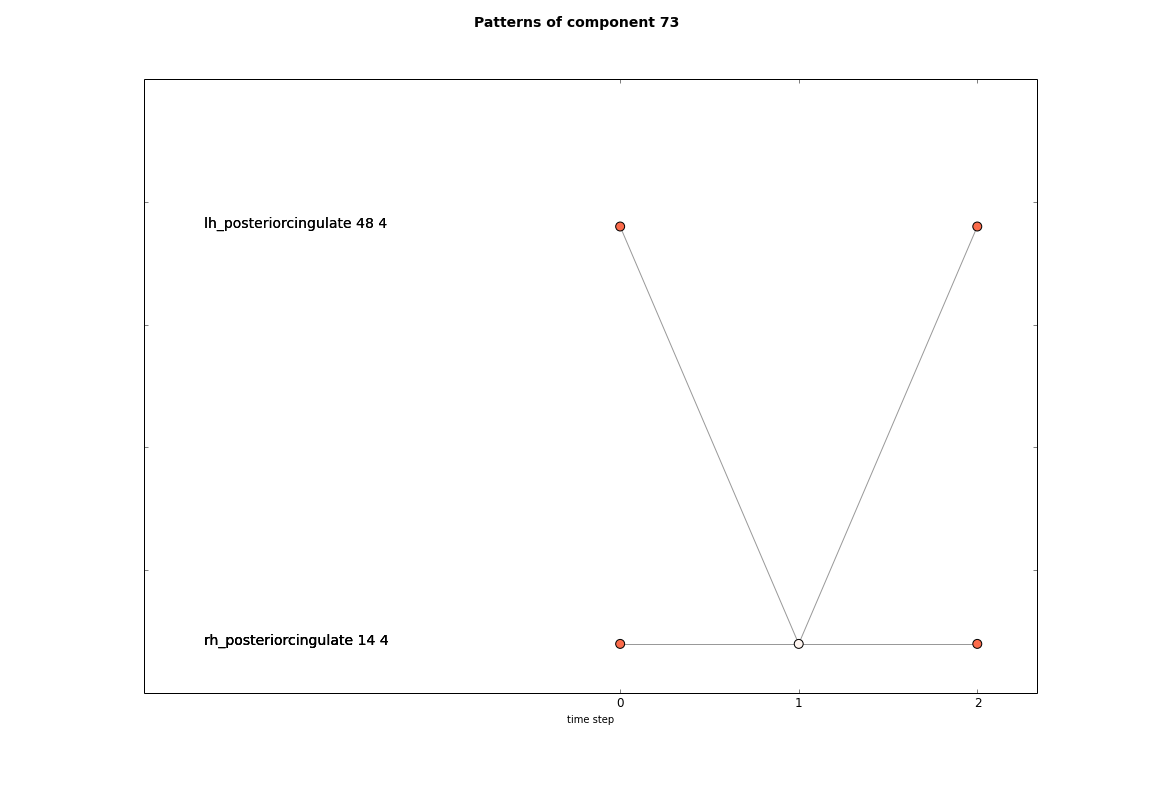 Patterns of component 73
lh_posteriorcingulate 48 4
rh_posteriorcingulate 14 4
0 1 2
time step